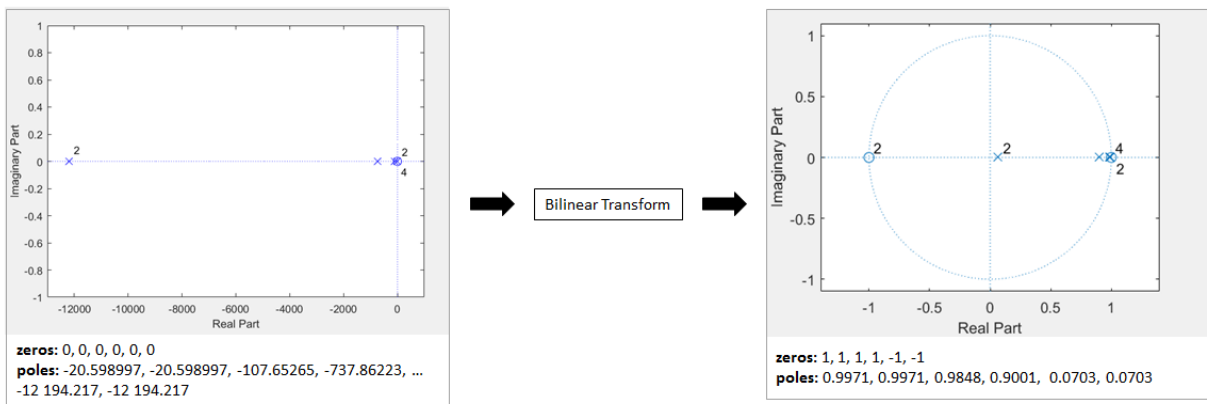 1
0.8
0.6
0.4
0.2
0
-0.2
-0.4
-0.6
-0.8
-1
Imaginary Part
2
2
4
-12000 -10000 -8000 -6000 -4000 -2000 0
Real Part
zeros: 0, 0, 0, 0, 0, 0
poles: -20.598997, -20.598997, -107.65265, -737.86223, ...
-12 194.217, -12 194.217
Bilinear Transform
1
0.5
0
-0.5
-1
Imaginary Part
2
2
4
2
-1 -0.5 0 0.5 1
Real Part
zeros: 1, 1, 1, 1, -1, -1
poles: 0.9971, 0.9971, 0.9848, 0.9001, 0.0703, 0.0703